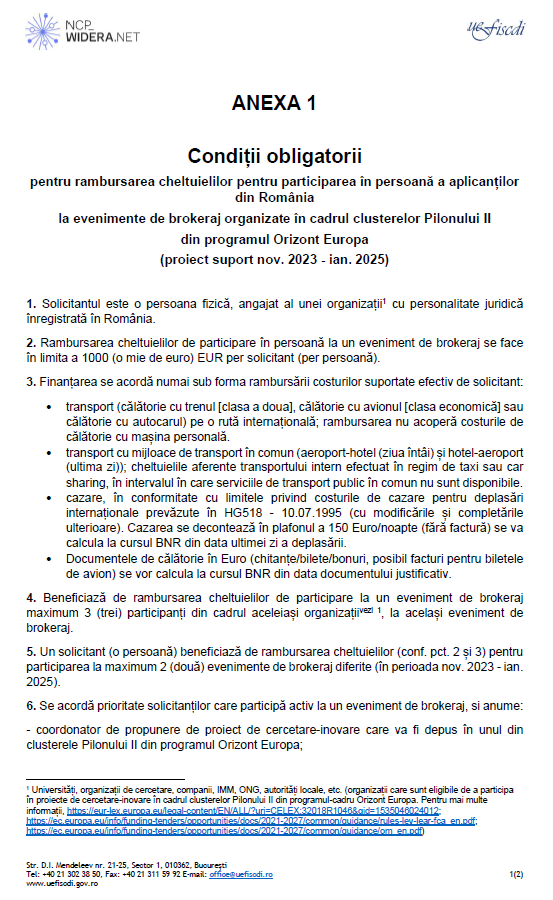 NCP_
WIDERA.NET
uefiscdi
ANEXA 1
Condiții obligatorii
pentru rambursarea cheltuielilor pentru participarea în persoană a aplicanților
din România
la evenimente de brokeraj organizate în cadrul clusterelor Pilonului II
din programul Orizont Europa
(proiect suport nov. 2023 - ian. 2025)
1. Solicitantul este o persoana fizică, angajat al unei organizații¹ cu personalitate juridică
înregistrată în România.
2. Rambursarea cheltuielilor de participare în persoană la un eveniment de brokeraj se face
în limita a 1000 (o mie de euro) EUR per solicitant (per persoană).
3. Finanțarea se acordă numai sub forma rambursării costurilor suportate efectiv de solicitant:
• transport (călătorie cu trenul [clasa a doua], călătorie cu avionul [clasa economică] sau
călătorie cu autocarul) pe o rută internațională; rambursarea nu acoperă costurile de
călătorie cu mașina personală.
• transport cu mijloace de transport în comun (aeroport-hotel (ziua întâi) și hotel-aeroport
(ultima zi)); cheltuielile aferente transportului intern efectuat în regim de taxi sau car
sharing, în intervalul în care serviciile de transport public în comun nu sunt disponibile.
• cazare, în conformitate cu limitele privind costurile de cazare pentru deplasări
internaționale prevăzute în HG518 - 10.07.1995 (cu modificările și completările
ulterioare). Cazarea se decontează în plafonul a 150 Euro/noapte (fără factură) se va
calcula la cursul BNR din data ultimei zi a deplasării.
• Documentele de călătorie în Euro (chitanțe/bilete/bonuri, posibil facturi pentru biletele
de avion) se vor calcula la cursul BNR din data documentului justificativ.
4. Beneficiază de rambursarea cheltuielilor de participare la un eveniment de brokeraj
maximum 3 (trei) participanți din cadrul aceleiași organizații vezi 1, la același eveniment de
brokeraj.
5. Un solicitant (o persoană) beneficiază de rambursarea cheltuielilor (conf. pct. 2 și 3) pentru
participarea la maximum 2 (două) evenimente de brokeraj diferite (în perioada nov. 2023 - ian.
2025).
6. Se acordă prioritate solicitanților care participă activ la un eveniment de brokeraj, si anume:
- coordonator de propunere de proiect de cercetare-inovare care va fi depus în unul din
clusterele Pilonului II din programul Orizont Europa;
¹ Universități, organizații de cercetare, companii, IMM, ONG, autorități locale, etc. (organizații care sunt eligibile de a participa
în proiecte de cercetare-inovare în cadrul clusterelor Pilonului II din programul-cadru Orizont Europa. Pentru mai multe
informații, https://eur-lex.europa.eu/legal-content/EN/ALL/?uri=CELEX:32018R1046&qid=1535046024012;
https://ec.europa.eu/info/funding-tenders/opportunities/docs/2021-2027/common/guidance/rules-lev-lear-fca_en.pdf;
https://ec.europa.eu/info/funding-tenders/opportunities/docs/2021-2027/common/guidance/om_en.pdf)
Str. D.I. Mendeleev nr. 21-25, Sector 1, 010362, București
Tel: +40 21 302 38 50, Fax: +40 21 311 59 92 E-mail: office@uefiscdi.ro
www.uefiscdi.gov.ro
1(2)